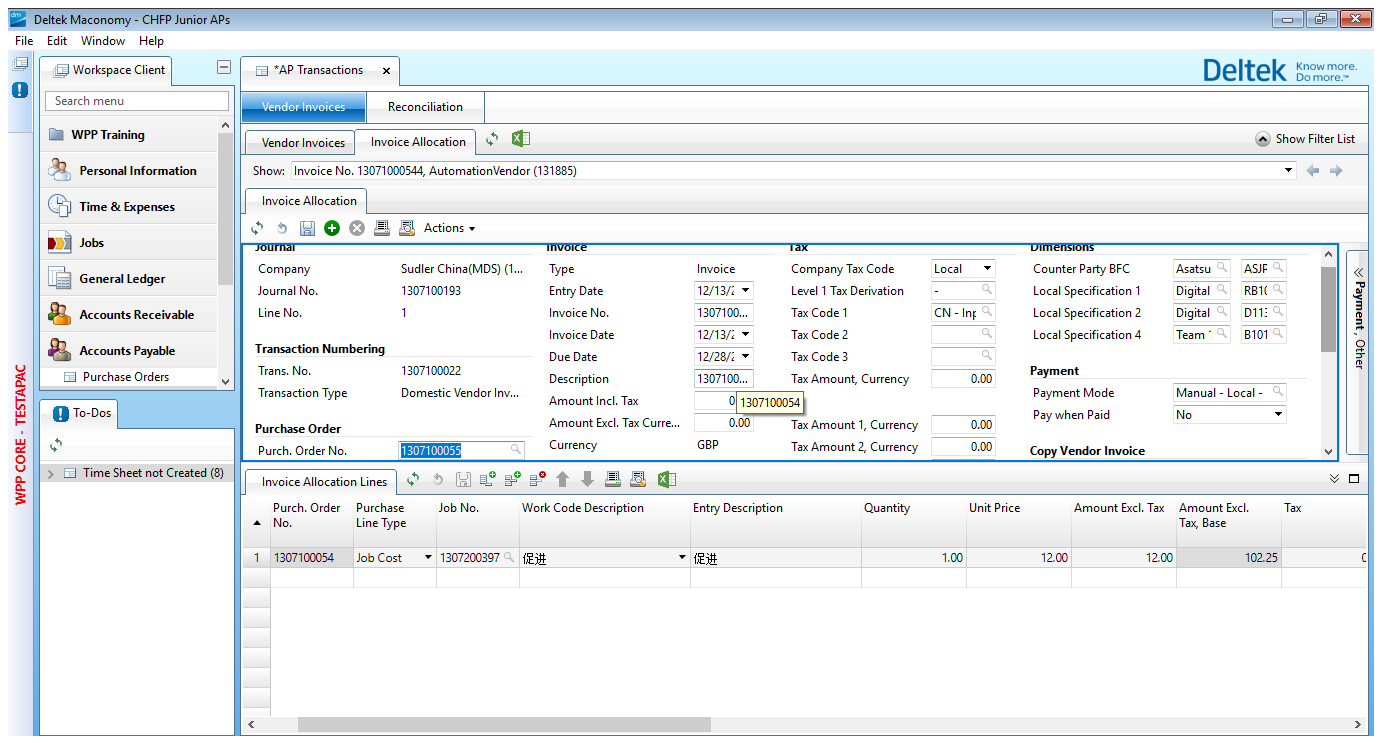 Deltek Maconomy - CHFP Junior APs
File Edit Window Help
Workspace Client
*AP Transactions x
Deltek Know more. Do more.™
Search menu
Vendor Invoices Reconciliation
WPP Training
Vendor Invoices Invoice Allocation
Show Filter List
Personal Information
Show: Invoice No. 13071000544, AutomationVendor (131885)
Time & Expenses
Invoice Allocation
Jobs
Actions
General Ledger
Accounts Receivable
Accounts Payable
Purchase Orders
Journal
Company Sudler China(MDS) (1...
Journal No. 1307100193
Line No. 1
Transaction Numbering
Trans. No. 1307100022
Transaction Type Domestic Vendor Inv...
Purchase Order
Purch. Order No. 1307100055
Invoice
Type Invoice
Entry Date 12/13/2
Invoice No. 1307100...
Invoice Date 12/13/2
Due Date 12/28/2
Description 1307100...
Amount Incl. Tax 0
1307100054
Amount Excl. Tax Curre... 0.00
Currency GBP
Tax
Company Tax Code Local
Level 1 Tax Derivation -
Tax Code 1 CN - Inp
Tax Code 2
Tax Code 3
Tax Amount, Currency 0.00
Tax Amount 1, Currency 0.00
Tax Amount 2, Currency 0.00
Dimensions
Counter Party BFC Asatsu ASJP
Local Specification 1 Digital RB10
Local Specification 2 Digital
Local Specification 4 Team B101
Payment
Payment Mode Manual - Local -
Pay when Paid No
Copy Vendor Invoice
Payment , Other
To-Dos
Time Sheet not Created (8)
WPP CORE - TESTAPAC
Invoice Allocation Lines
Purch. Order No. Purchase Line Type Job No. Work Code Description Entry Description Quantity Unit Price Amount Excl. Tax Amount Excl. Tax, Base Tax
1 1307100054 Job Cost 1307200397 促进 促进 1.00 12.00 12.00 102.25